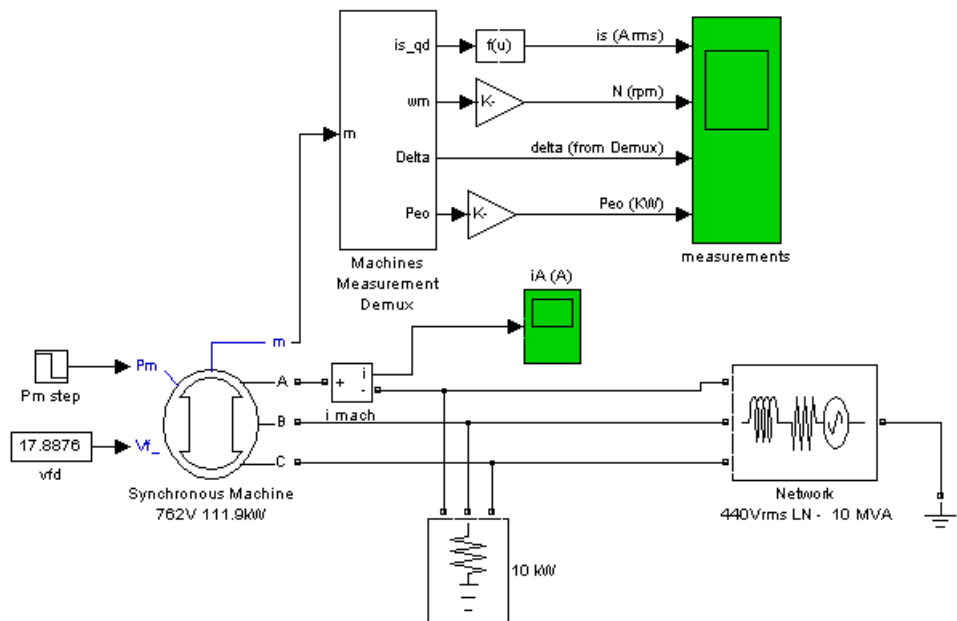 is_qd
f(u)
is (A rms)
wm
K-
N (rpm)
m
Delta
delta (from Demux)
Peo
K-
Peo (KW)
Machines
Measurement
Demux
measurements
iA (A)
m
Pm
Pm step
A
+
i
-
i mach
B
17.8876
vfd
Vf_
C
Synchronous Machine
762V 111.9kW
Network
440Vrms LN - 10 MVA
10 kW